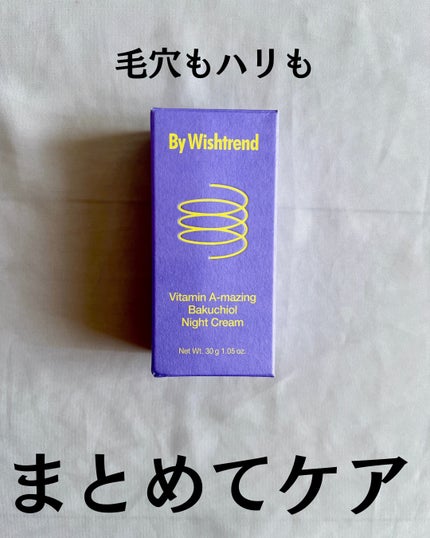 毛穴もハリも
By Wishtrend
Vitamin A-mazing
Bakuchiol
Night Cream
Net Wt. 30 g 1.05 oz.
まとめてケア